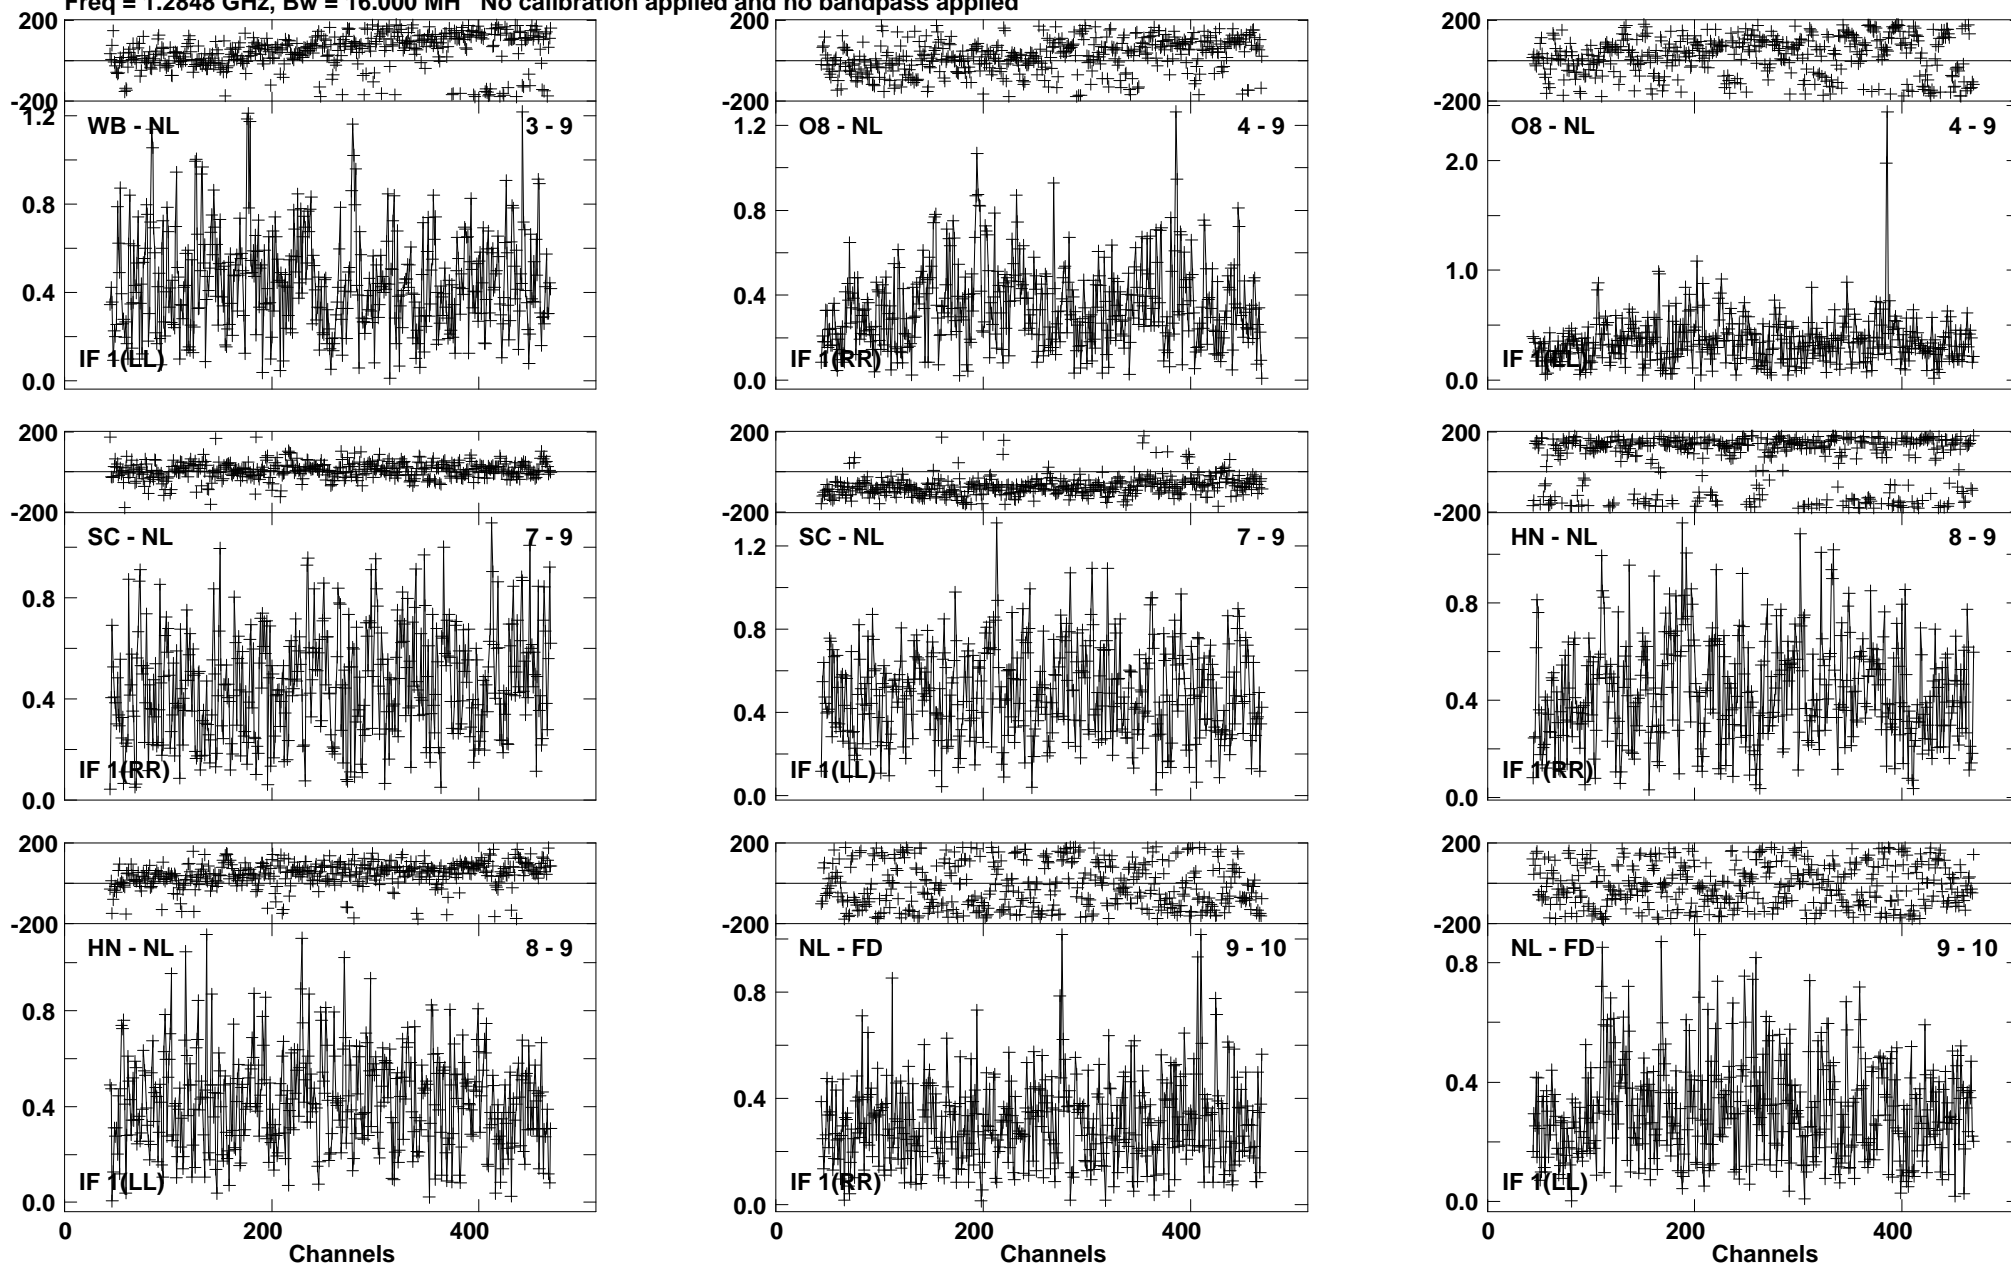 Freq = 1.2848 GHz, Bw = 16.000 MH No calibration applied and no bandpass applied
200
-200
1.2
0.8
0.4
0.0
WB - NL
3 - 9
IF 1(LL)
1.2
0.8
0.4
0.0
200
-200
O8 - NL
4 - 9
IF 1(RR)
200
400
200
-200
2.0
1.0
0.0
O8 - NL
4 - 9
IF 1(LL)
200
-200
0.8
0.4
0.0
SC - NL
7 - 9
IF 1(RR)
200
-200
1.2
0.8
0.4
0.0
SC - NL
7 - 9
IF 1(LL)
200
-200
0.8
0.4
0.0
HN - NL
8 - 9
IF 1(RR)
200
-200
0.8
0.4
0.0
HN - NL
8 - 9
IF 1(LL)
0
200
400
Channels
200
-200
0.8
0.4
0.0
NL - FD
9 - 10
IF 1(RR)
0
200
400
Channels
200
-200
0.8
0.4
0.0
NL - FD
9 - 10
IF 1(LL)
0
200
400
Channels